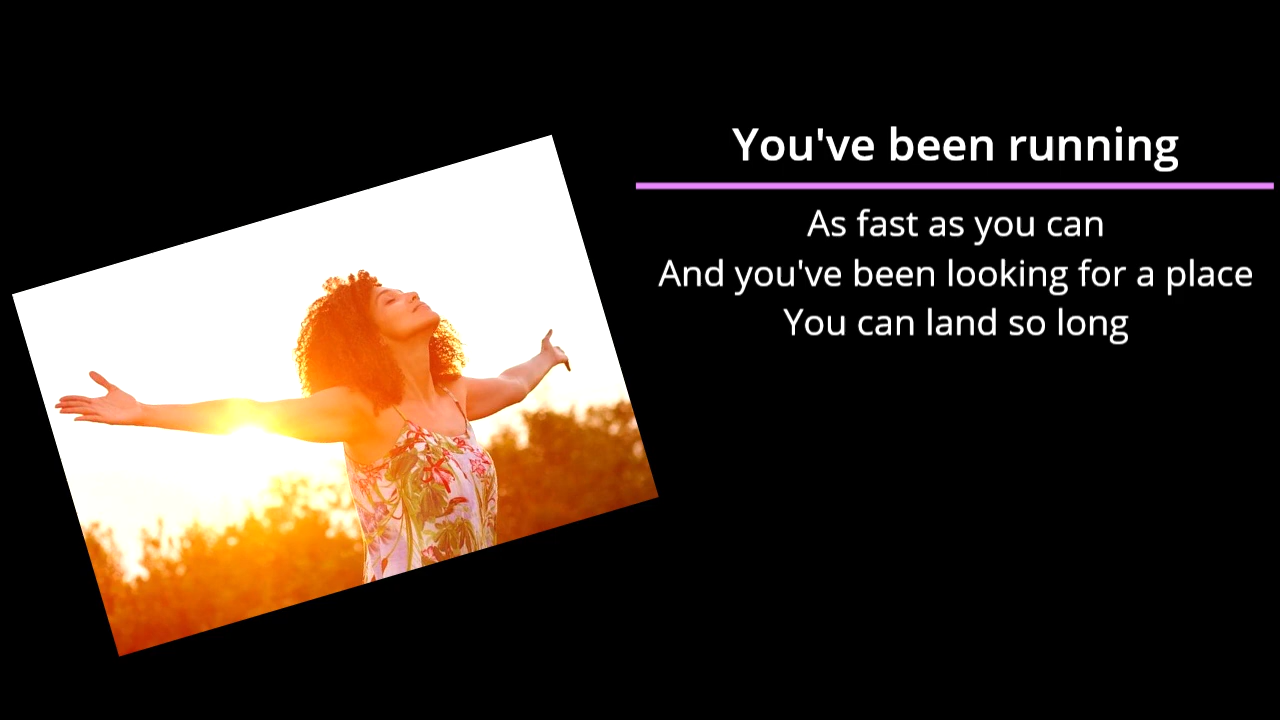 You've been running
As fast as you can
And you've been looking for a place
You can land so long